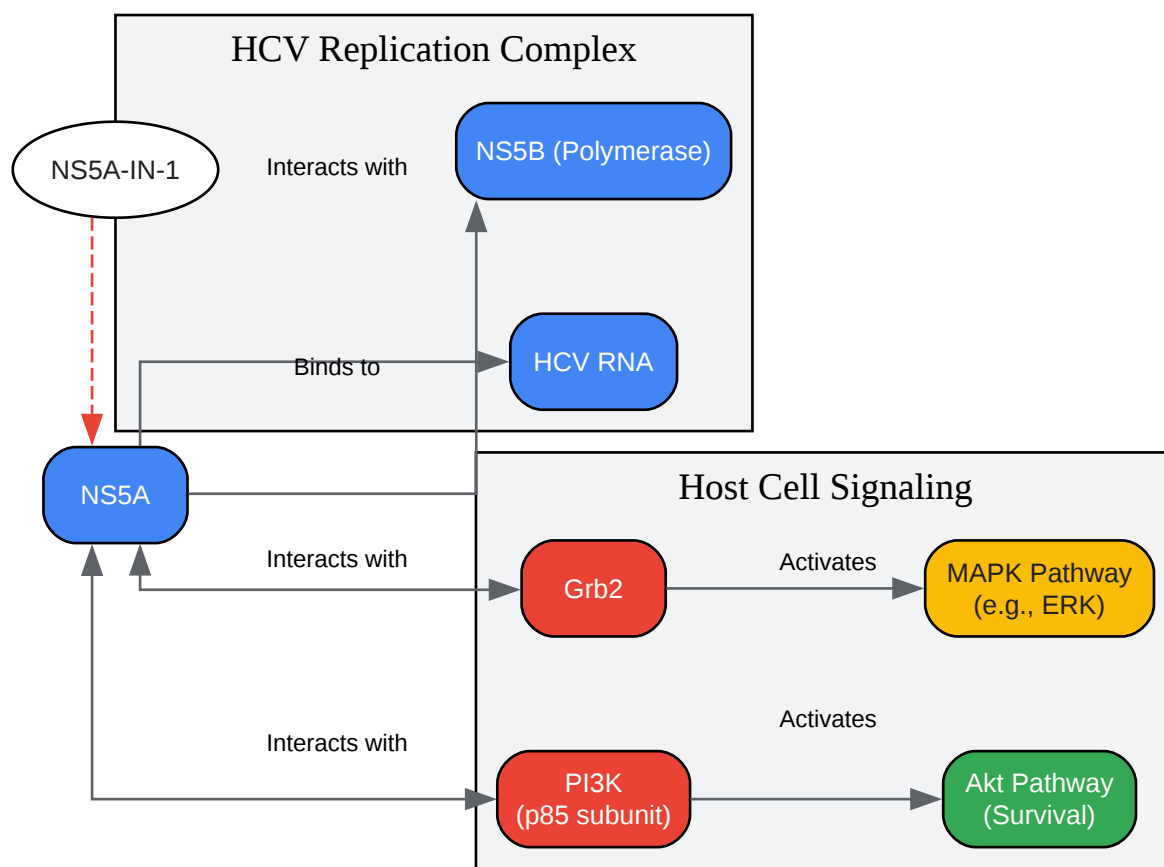 HCV Replication Complex
NS5A-IN-1
Interacts with
NS5B (Polymerase)
Binds to
HCV RNA
NS5A
Host Cell Signaling
Interacts with
Grb2
Activates
MAPK Pathway
(e.g., ERK)
Interacts with
PI3K
(p85 subunit)
Activates
Akt Pathway
(Survival)